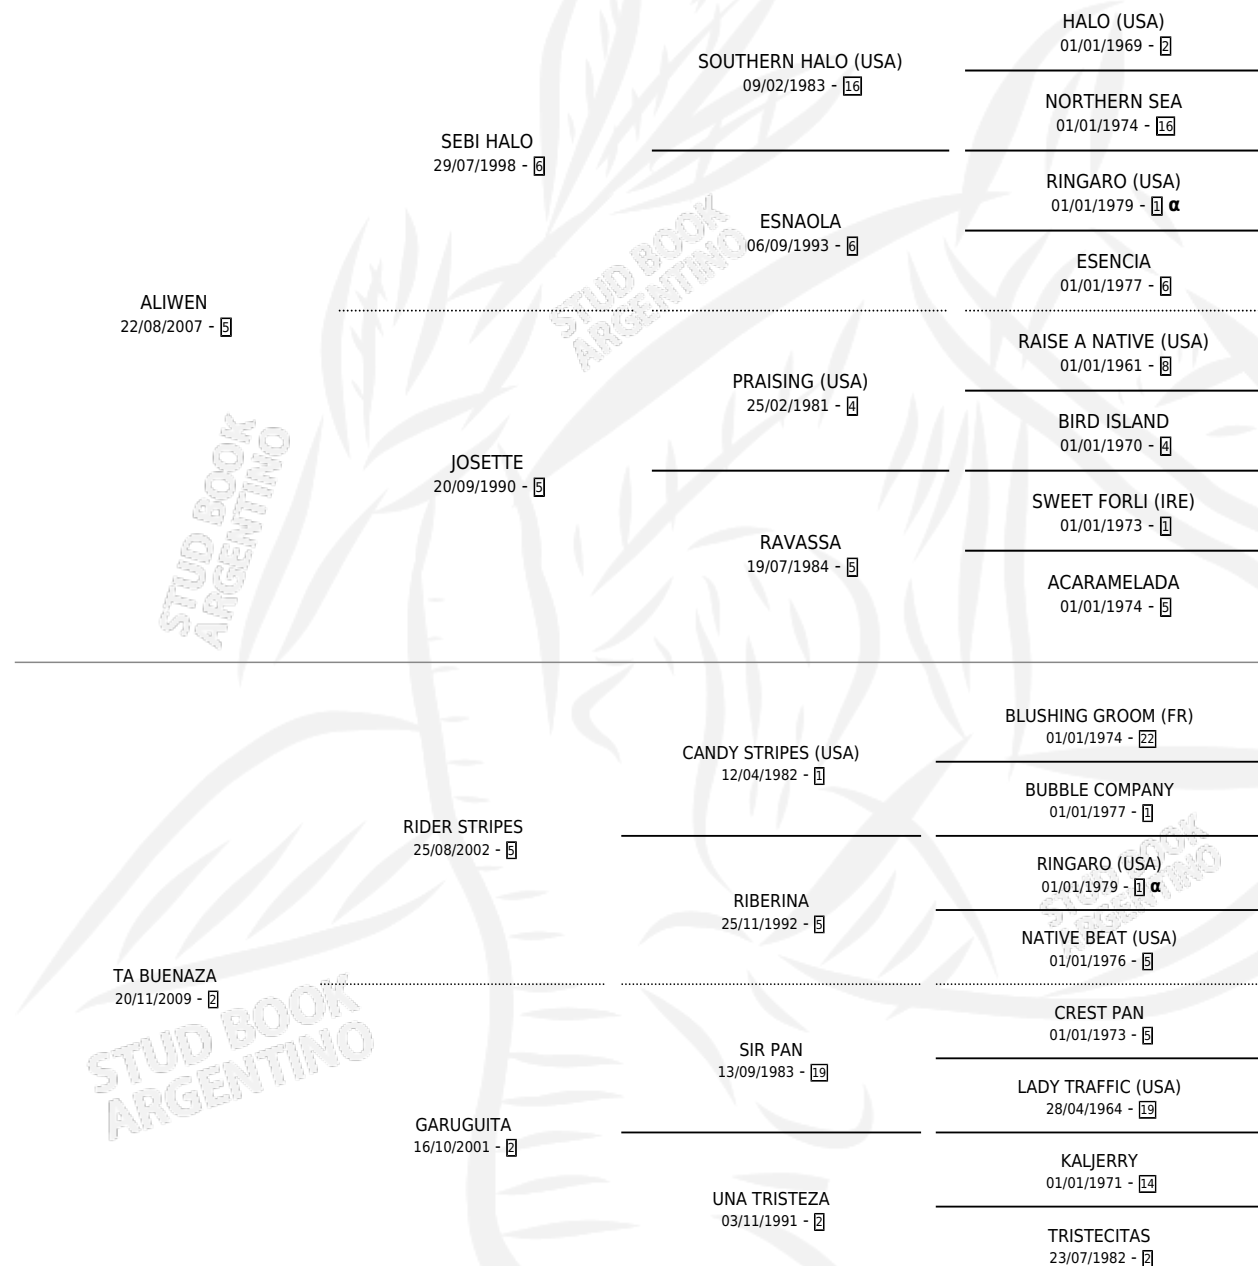 HALO (USA)
01/01/1969 - 2
SOUTHERN HALO (USA)
09/02/1983 - 16
NORTHERN SEA
01/01/1974 - 16
SEBI HALO
29/07/1998 - 6
RINGARO (USA)
01/01/1979 - 1 α
ESNAOLA
06/09/1993 - 6
ESENCIA
01/01/1977 - 6
ALIWEN
22/08/2007 - 5
RAISE A NATIVE (USA)
01/01/1961 - 8
PRAISING (USA)
25/02/1981 - 4
BIRD ISLAND
01/01/1970 - 4
JOSETTE
20/09/1990 - 5
SWEET FORLI (IRE)
01/01/1973 - 1
RAVASSA
19/07/1984 - 5
ACARAMELADA
01/01/1974 - 5
BLUSHING GROOM (FR)
01/01/1974 - 22
CANDY STRIPES (USA)
12/04/1982 - 1
BUBBLE COMPANY
01/01/1977 - 1
RIDER STRIPES
25/08/2002 - 5
RINGARO (USA)
01/01/1979 - 1 α
RIBERINA
25/11/1992 - 5
NATIVE BEAT (USA)
01/01/1976 - 5
TA BUENAZA
20/11/2009 - 2
CREST PAN
01/01/1973 - 5
SIR PAN
13/09/1983 - 19
LADY TRAFFIC (USA)
28/04/1964 - 19
GARUGUITA
16/10/2001 - 2
KALJERRY
01/01/1971 - 14
UNA TRISTEZA
03/11/1991 - 2
TRISTECITAS
23/07/1982 - 2
STUD BOOK
ARGENTINO
STUD BOOK
ARGENTINO
STUD BOOK
ARGENTINO
STUD BOOK
ARGENTINO